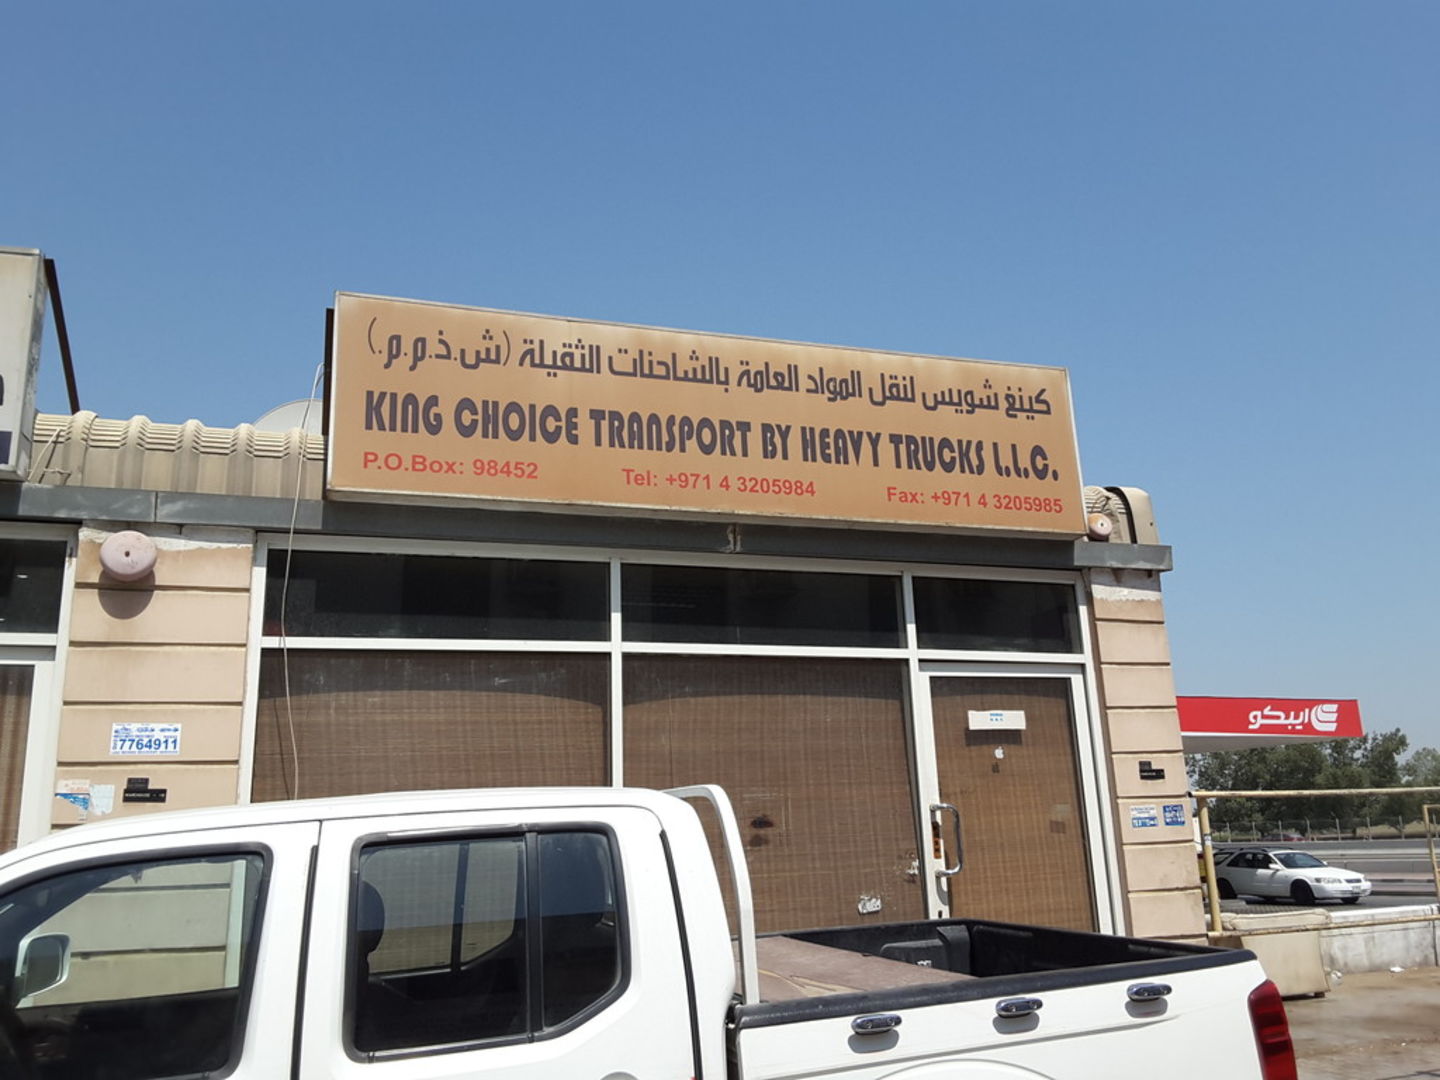 كينغ شويس لنقل المواد العامة بالشاحنات الثقيلة (ش.ذ.م.م.)
KING CHOICE TRANSPORT BY HEAVY TRUCKS L.L.C.
P.O.Box: 98452 Tel: +971 4 3205984 Fax: +971 4 3205985
ايبكو
7764911